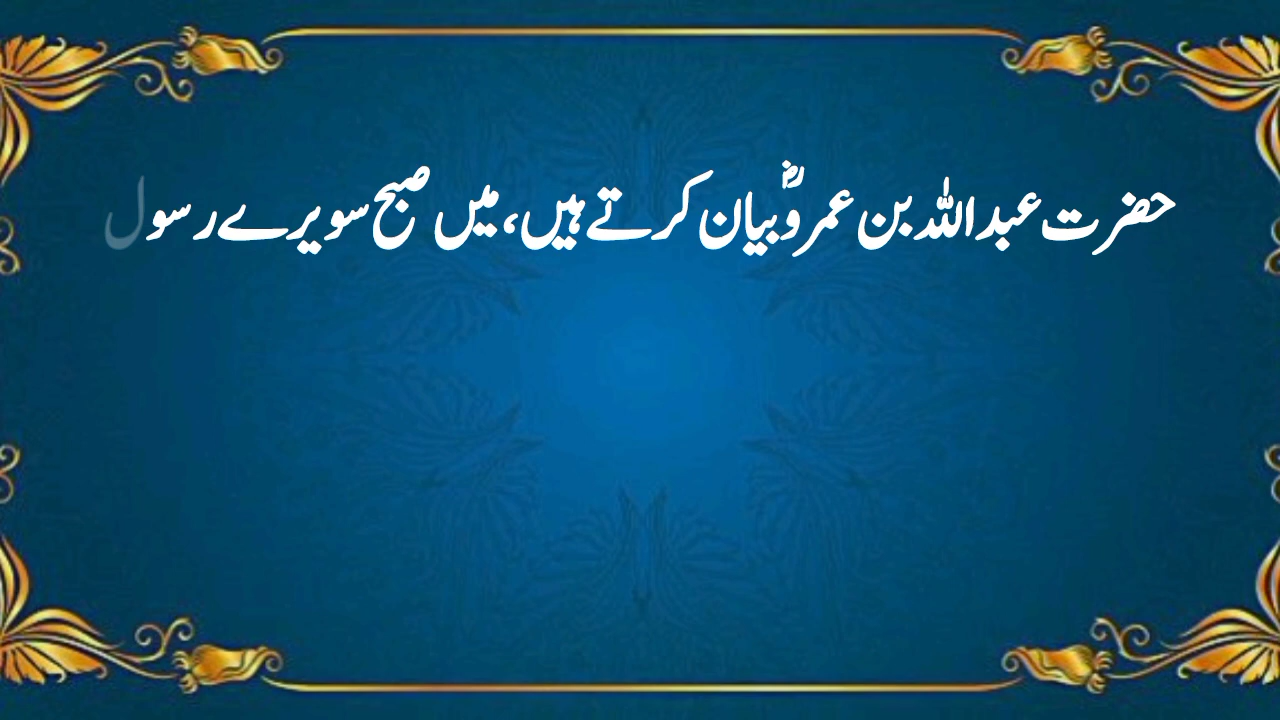 حضرت عبداللہ بن عمروؓ بیان کرتے ہیں، میں صبح سویرے رسول